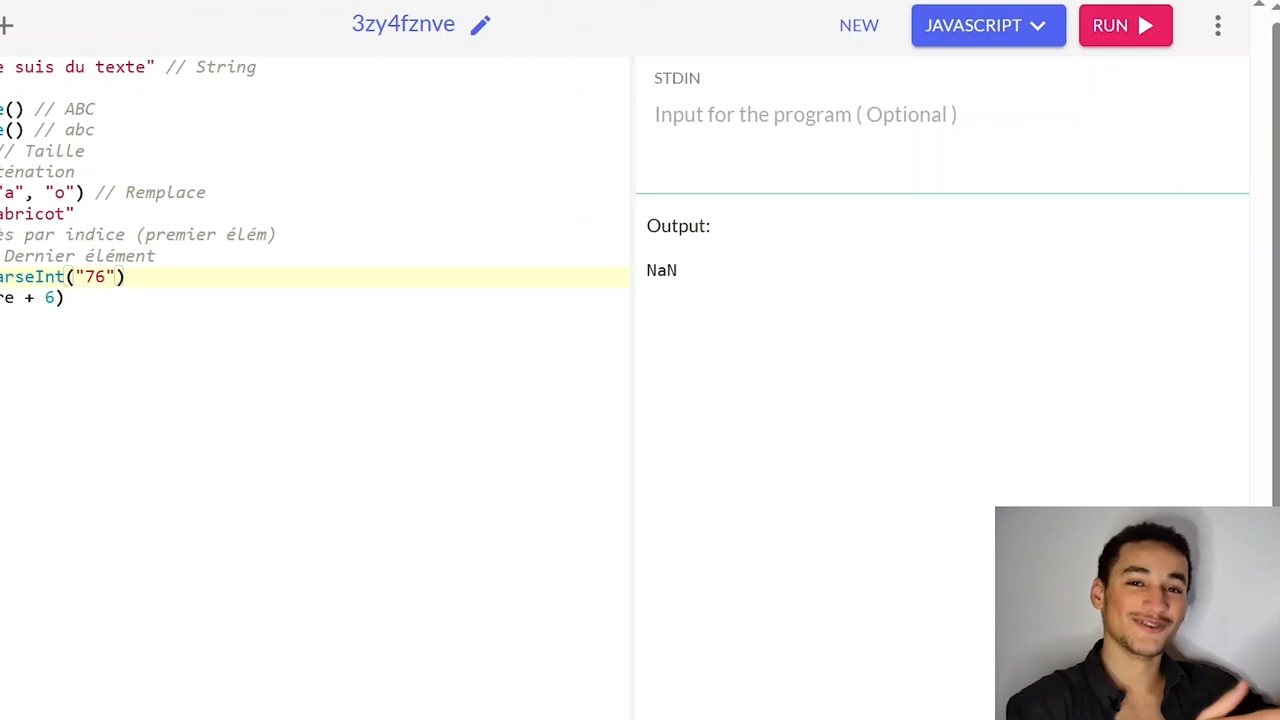 3zy4fznve
NEW
JAVASCRIPT
RUN
e suis du texte" // String
e() // ABC
e() // abc
// Taille
ténation
"a", "o") // Remplace
abricot"
ès par indice (premier élém)
Dernier élément
arseInt("76")
re + 6)
STDIN
Input for the program ( Optional )
Output:
NaN